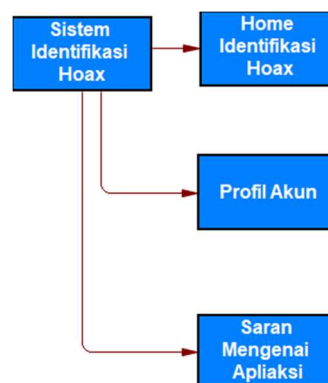 Sistem
Identifikasi
Hoax
Home
Identifikasi
Hoax
Profil Akun
Saran
Mengenai
Apliaksi